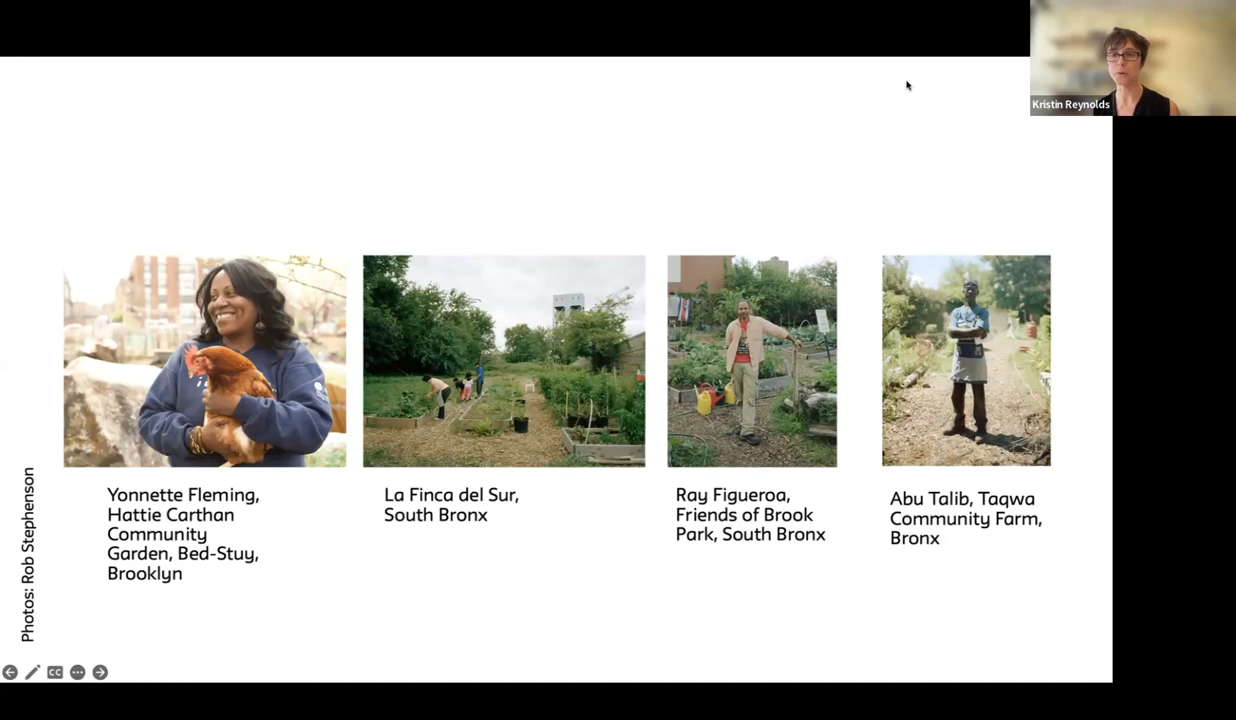 Kristin Reynolds
Yonnette Fleming,
Hattie Carthan
Community
Garden, Bed-Stuy,
Brooklyn
La Finca del Sur,
South Bronx
Ray Figueroa,
Friends of Brook
Park, South Bronx
Abu Talib, Taqwa
Community Farm,
Bronx
Photos: Rob Stephenson
CC